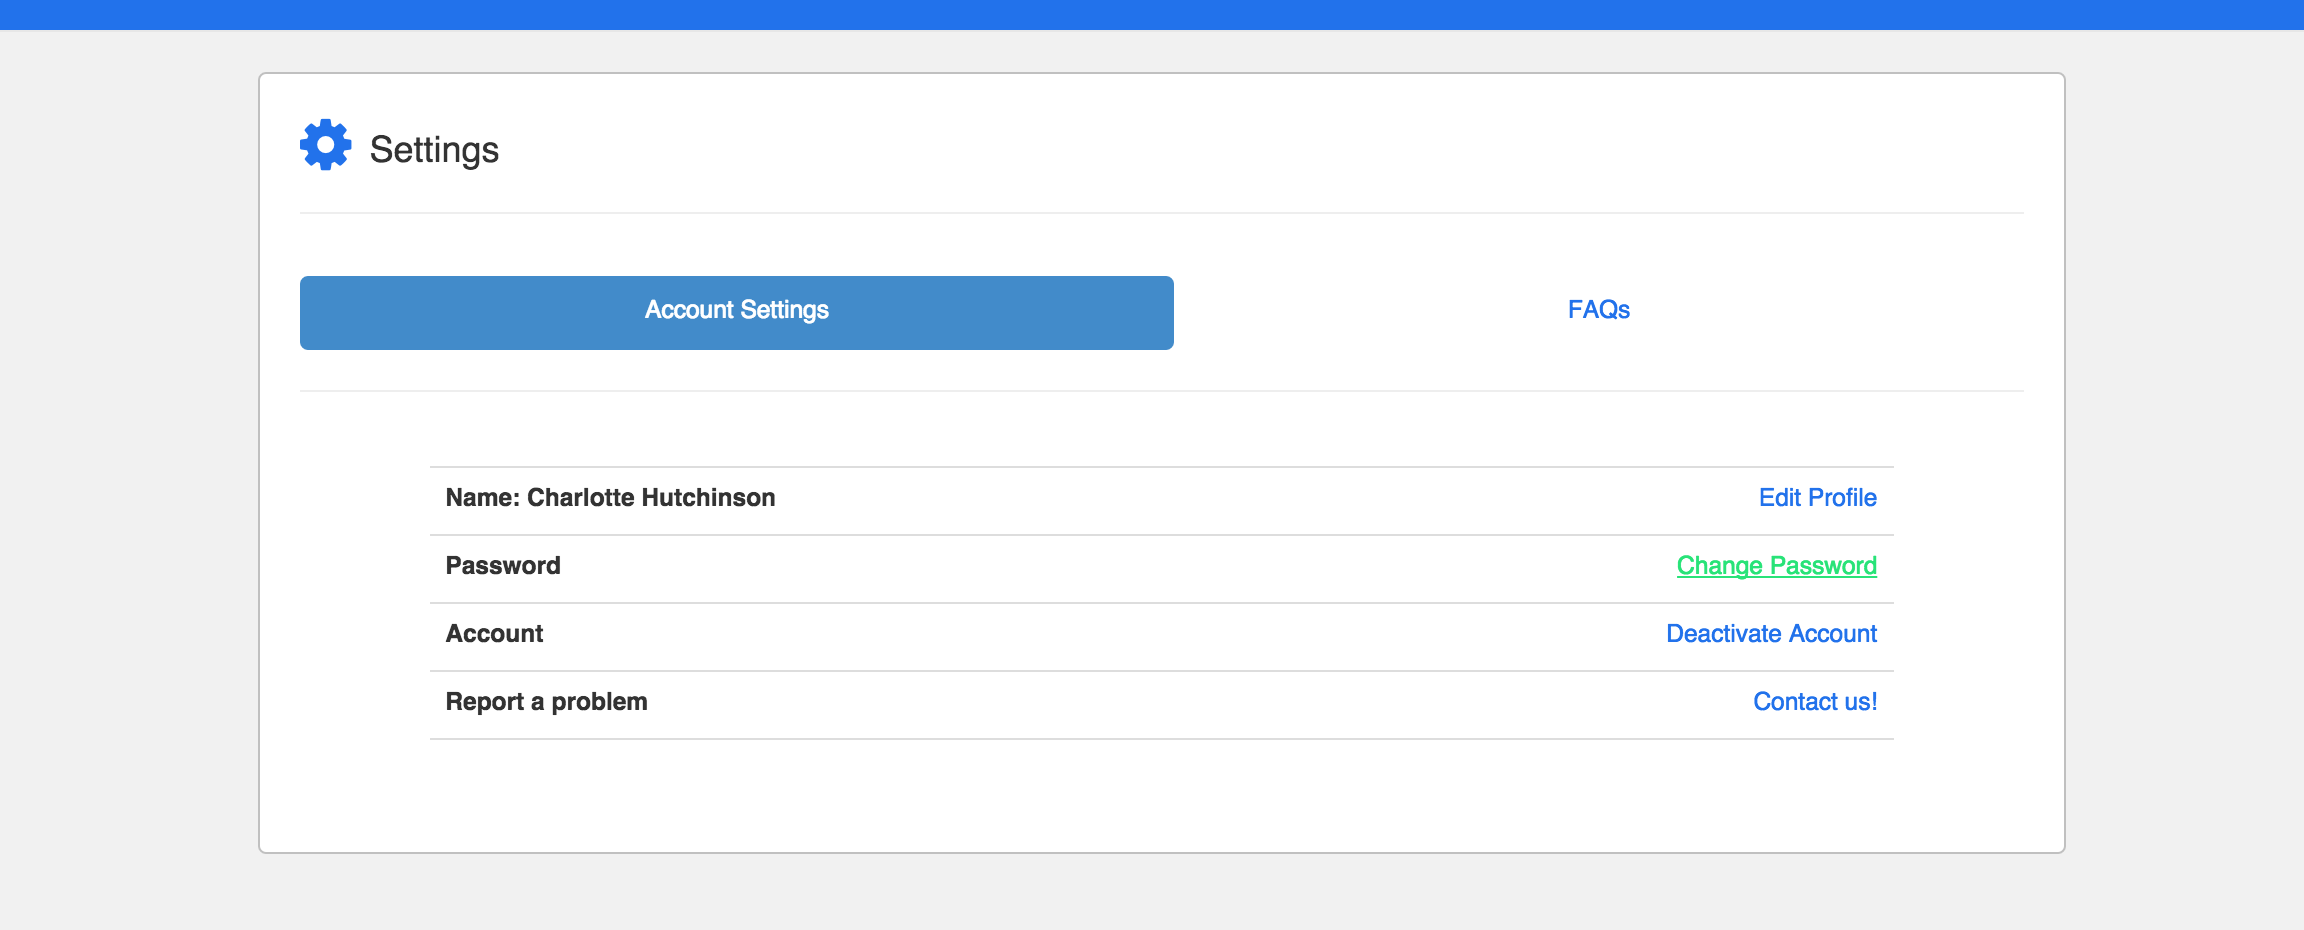 Settings
Account Settings
FAQs
Name: Charlotte Hutchinson
Edit Profile
Password
Change Password
Account
Deactivate Account
Report a problem
Contact us!